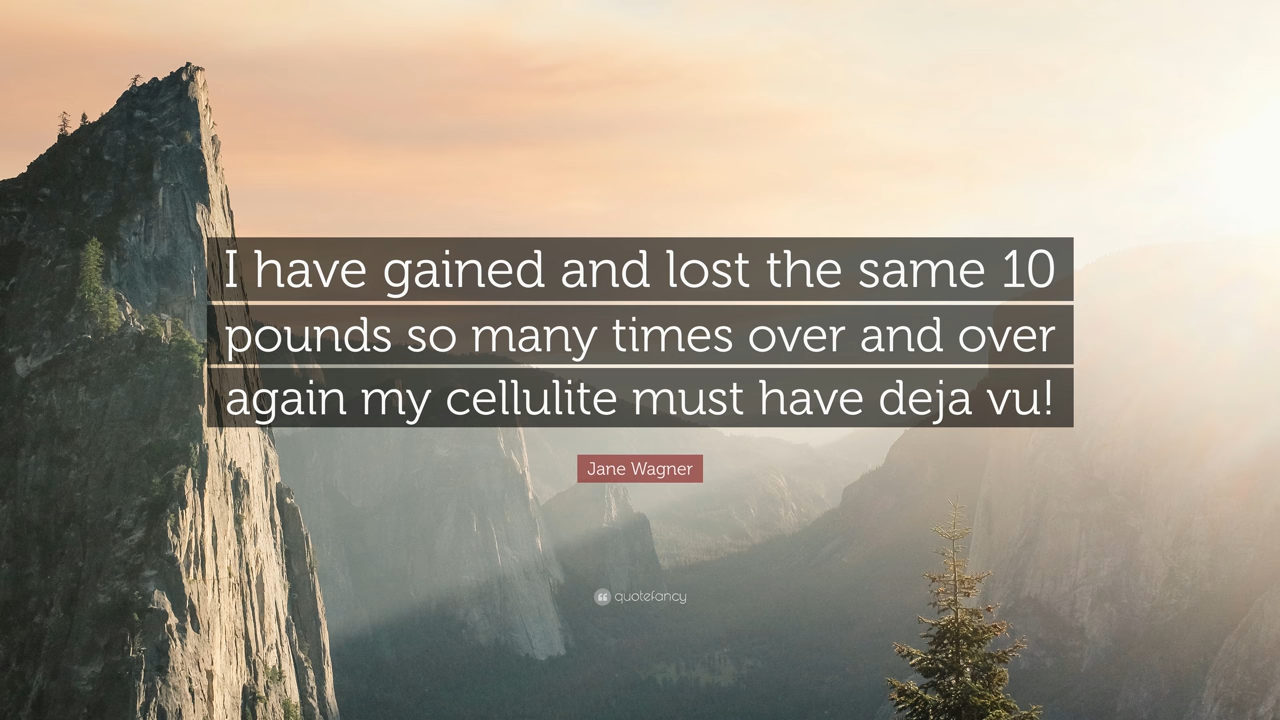 I have gained and lost the same 10
pounds so many times over and over
again my cellulite must have deja vu!
Jane Wagner
quotefancy